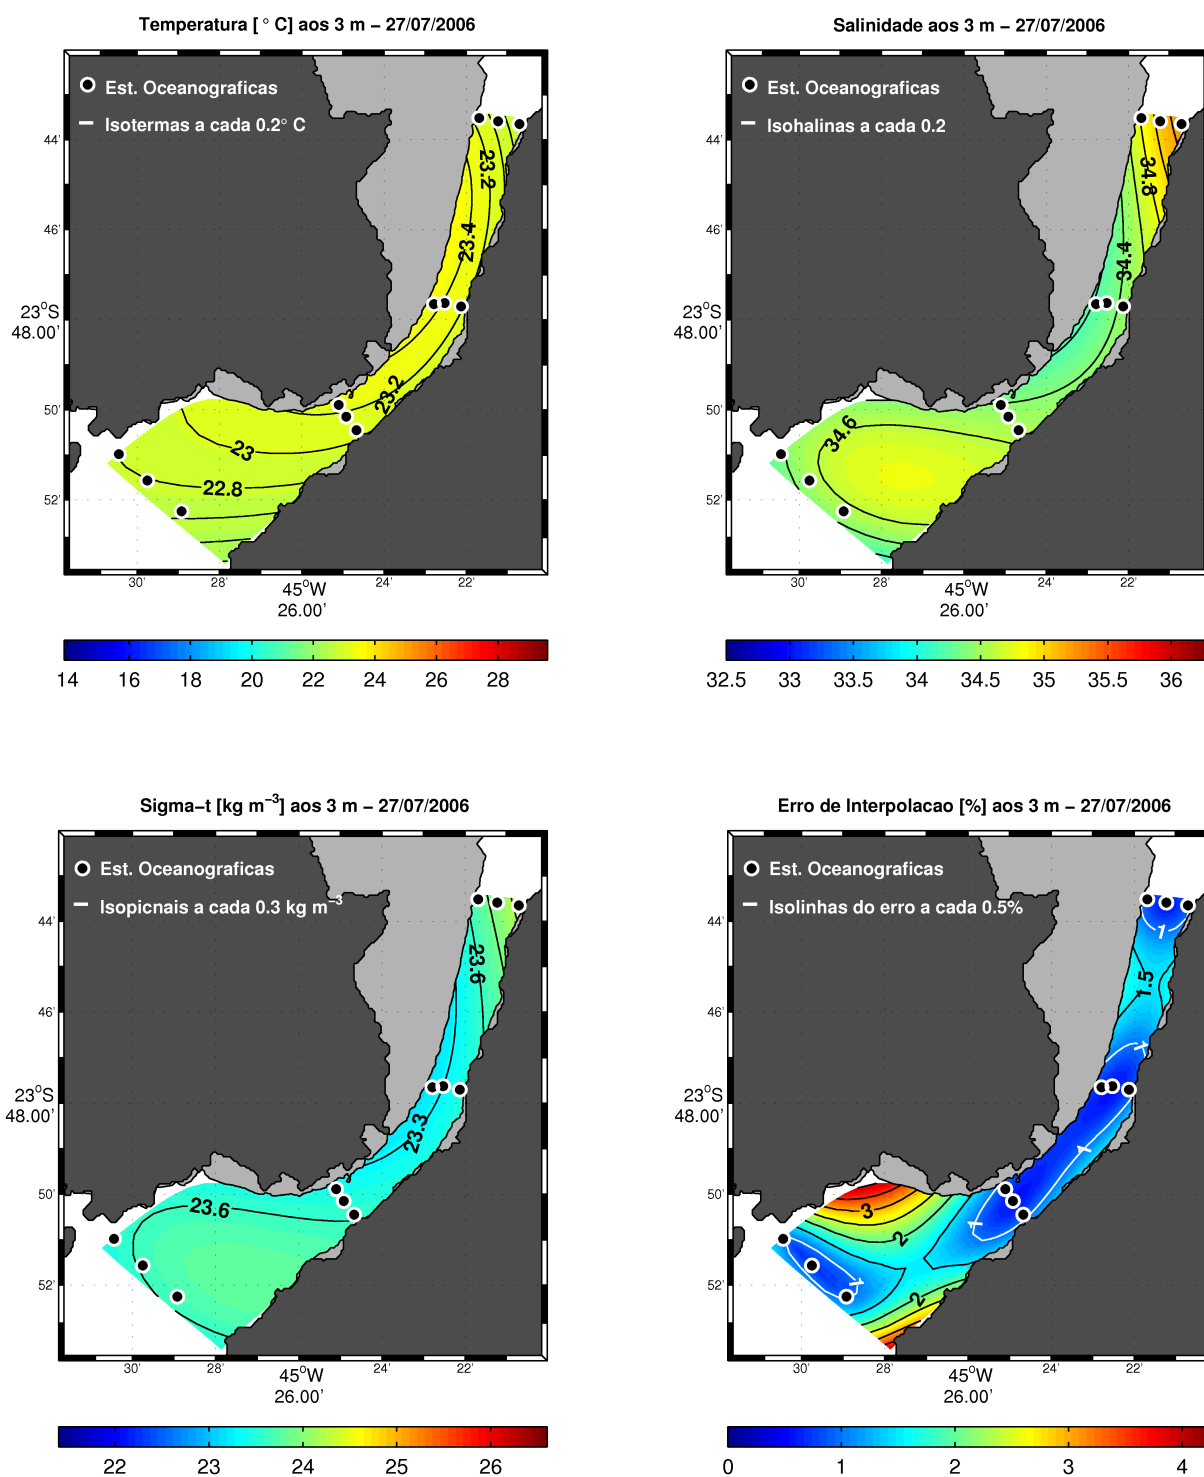 Temperatura [ ° C] aos 3 m − 27/07/2006
Est. Oceanograficas
Isotermas a cada 0.2° C
44'
46'
23°S
48.00'
50'
52'
30'
28'
45°W
26.00'
24'
22'
23.2
23.4
23.2
23
22.8
14 16 18 20 22 24 26 28
Salinidade aos 3 m − 27/07/2006
Est. Oceanograficas
Isohalinas a cada 0.2
44'
46'
23°S
48.00'
50'
52'
30'
28'
45°W
26.00'
24'
22'
34.8
34.4
34.6
32.5 33 33.5 34 34.5 35 35.5 36
Sigma−t [kg m⁻³] aos 3 m − 27/07/2006
Est. Oceanograficas
Isopicnais a cada 0.3 kg m⁻³
44'
46'
23°S
48.00'
50'
52'
30'
28'
45°W
26.00'
24'
22'
23.6
23.3
23.6
22 23 24 25 26
Erro de Interpolacao [%] aos 3 m − 27/07/2006
Est. Oceanograficas
Isolinhas do erro a cada 0.5%
44'
46'
23°S
48.00'
50'
52'
30'
28'
45°W
26.00'
24'
22'
1
1.5
1
1
1
3
2
1
2
0 1 2 3 4